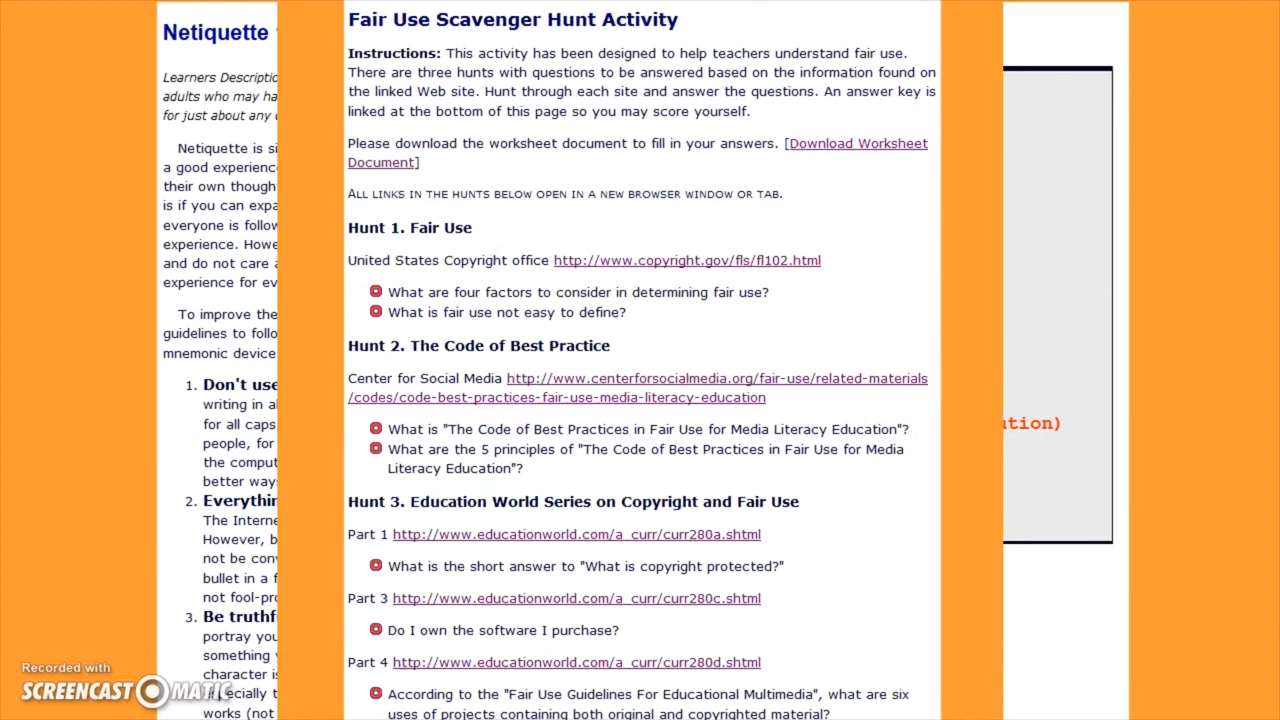 Netiquette
Learners Descriptio
adults who may ha
for just about any
Netiquette is si
a good experienc
their own though
is if you can expa
everyone is follow
experience. Howe
and do not care a
experience for ev
To improve the
guidelines to follo
mnemonic device
1. Don't use
writing in al
for all caps
people, for
the comput
better way
2. Everythin
The Interne
However, b
not be conv
bullet in a f
not fool-pro
3. Be truthf
portray you
something
character is
especially t
works (not
Fair Use Scavenger Hunt Activity
Instructions: This activity has been designed to help teachers understand fair use.
There are three hunts with questions to be answered based on the information found on
the linked Web site. Hunt through each site and answer the questions. An answer key is
linked at the bottom of this page so you may score yourself.
Please download the worksheet document to fill in your answers. [Download Worksheet
Document]
ALL LINKS IN THE HUNTS BELOW OPEN IN A NEW BROWSER WINDOW OR TAB.
Hunt 1. Fair Use
United States Copyright office http://www.copyright.gov/fls/fl102.html
What are four factors to consider in determining fair use?
What is fair use not easy to define?
Hunt 2. The Code of Best Practice
Center for Social Media http://www.centerforsocialmedia.org/fair-use/related-materials
/codes/code-best-practices-fair-use-media-literacy-education
What is "The Code of Best Practices in Fair Use for Media Literacy Education"?
What are the 5 principles of "The Code of Best Practices in Fair Use for Media
Literacy Education"?
Hunt 3. Education World Series on Copyright and Fair Use
Part 1 http://www.educationworld.com/a_curr/curr280a.shtml
What is the short answer to "What is copyright protected?"
Part 3 http://www.educationworld.com/a_curr/curr280c.shtml
Do I own the software I purchase?
Part 4 http://www.educationworld.com/a_curr/curr280d.shtml
According to the "Fair Use Guidelines For Educational Multimedia", what are six
uses of projects containing both original and copyrighted material?
ution)
Recorded with
SCREENCAST MATIC